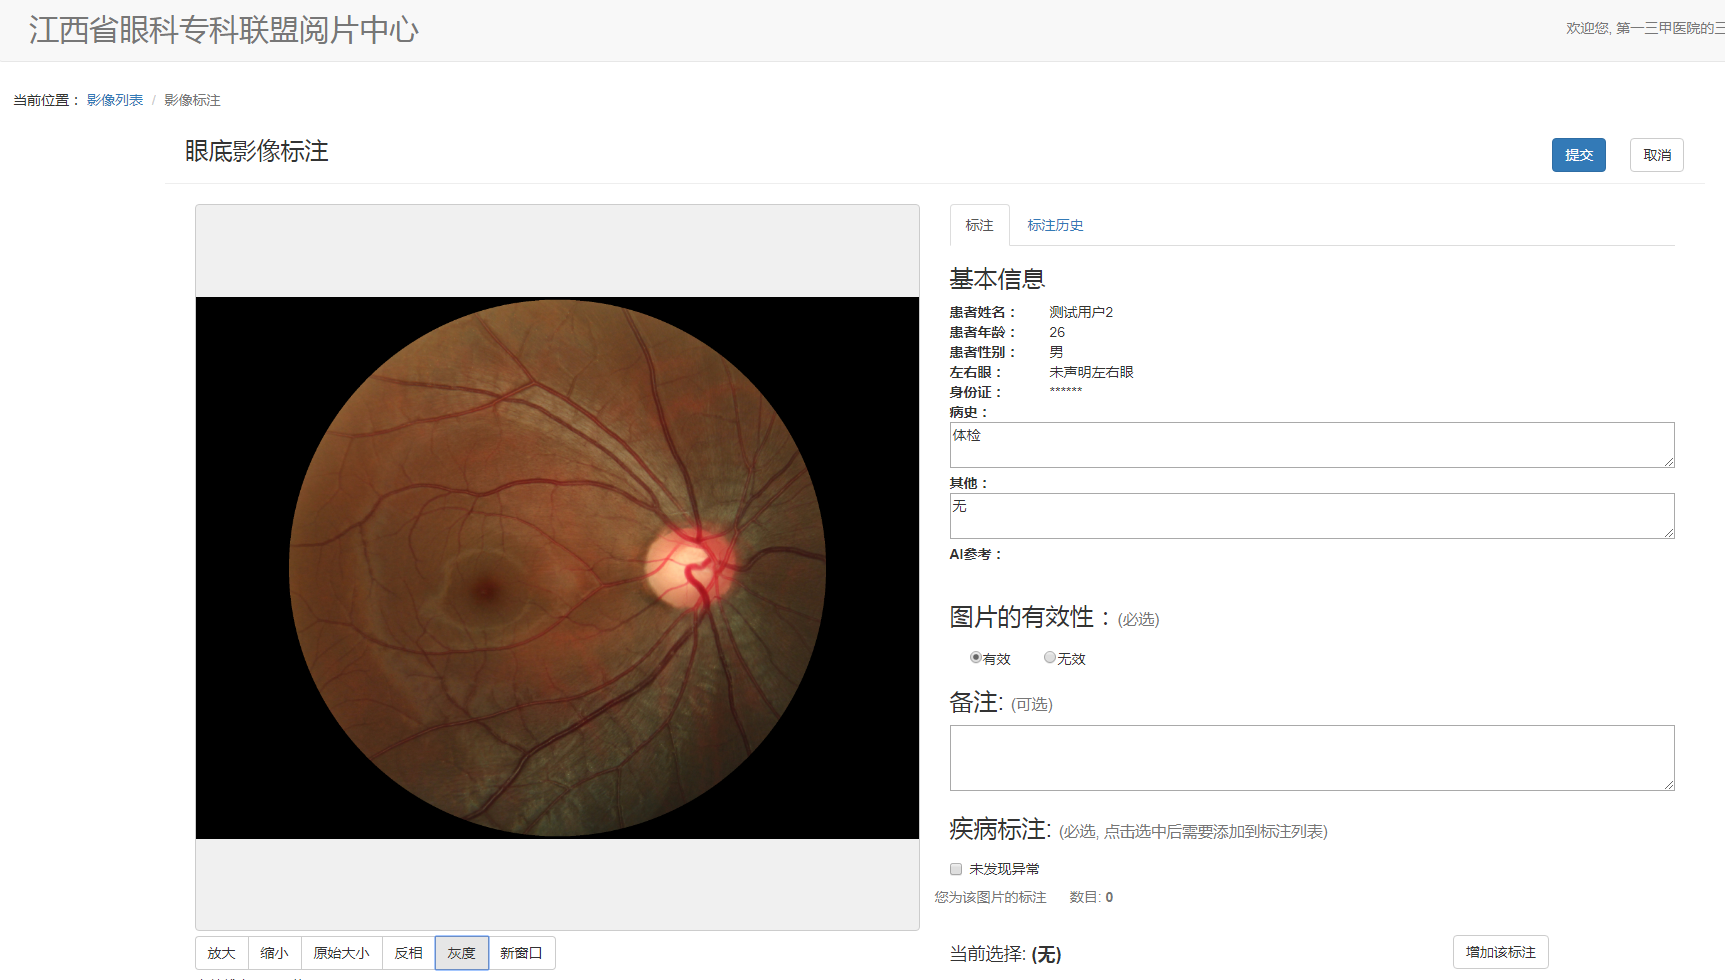 江西省眼科专科联盟阅片中心
欢迎您, 第一三甲医院的三
当前位置： 影像列表 / 影像标注
眼底影像标注
提交 取消
标注 标注历史
基本信息
患者姓名： 测试用户2
患者年龄： 26
患者性别： 男
左右眼： 未声明左右眼
身份证： ******
病史：
体检
其他：
无
AI参考：
图片的有效性： (必选)
有效 无效
备注: (可选)
疾病标注: (必选, 点击选中后需要添加到标注列表)
未发现异常
您为该图片的标注 数目: 0
当前选择: (无) 增加该标注
放大 缩小 原始大小 反相 灰度 新窗口